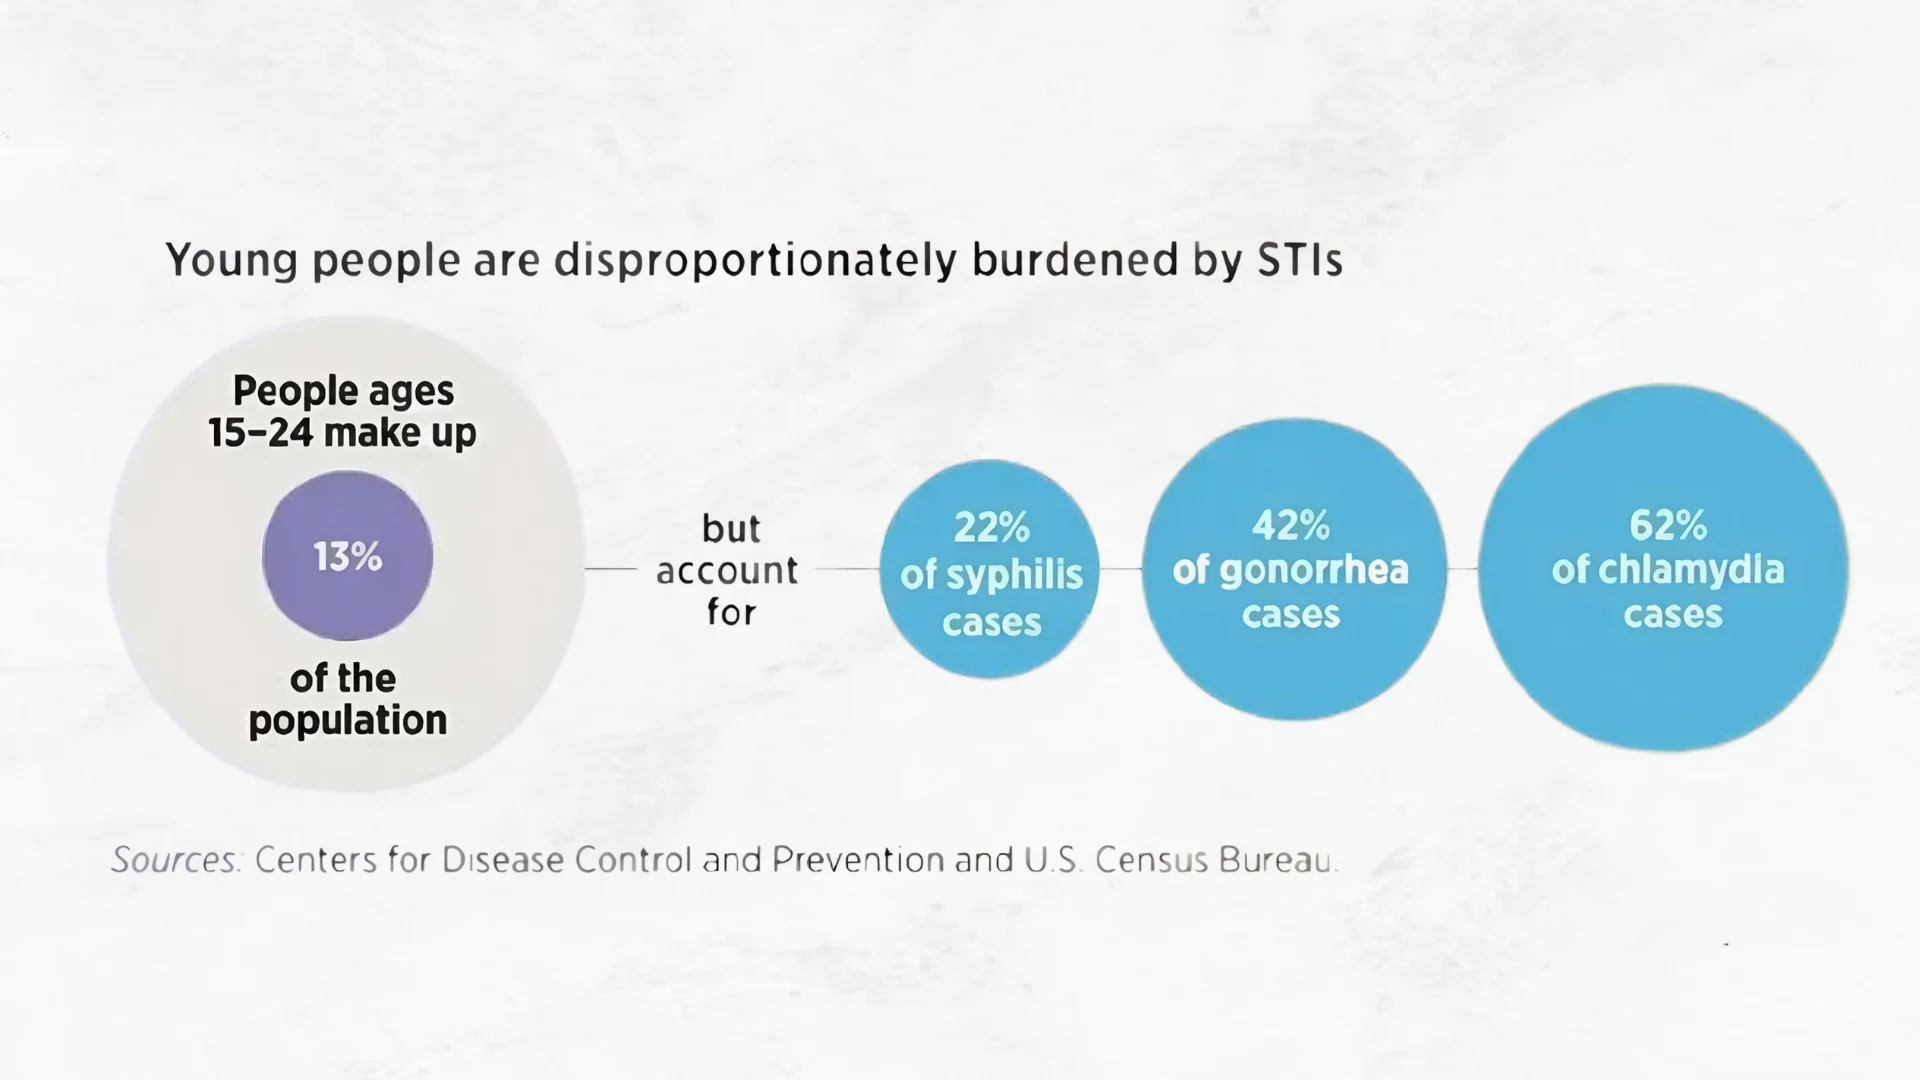 Young people are disproportionately burdened by STIs
People ages
15–24 make up
13%
of the
population
but
account
for
22%
of syphilis
cases
42%
of gonorrhea
cases
62%
of chlamydia
cases
Sources: Centers for Disease Control and Prevention and U.S. Census Bureau.